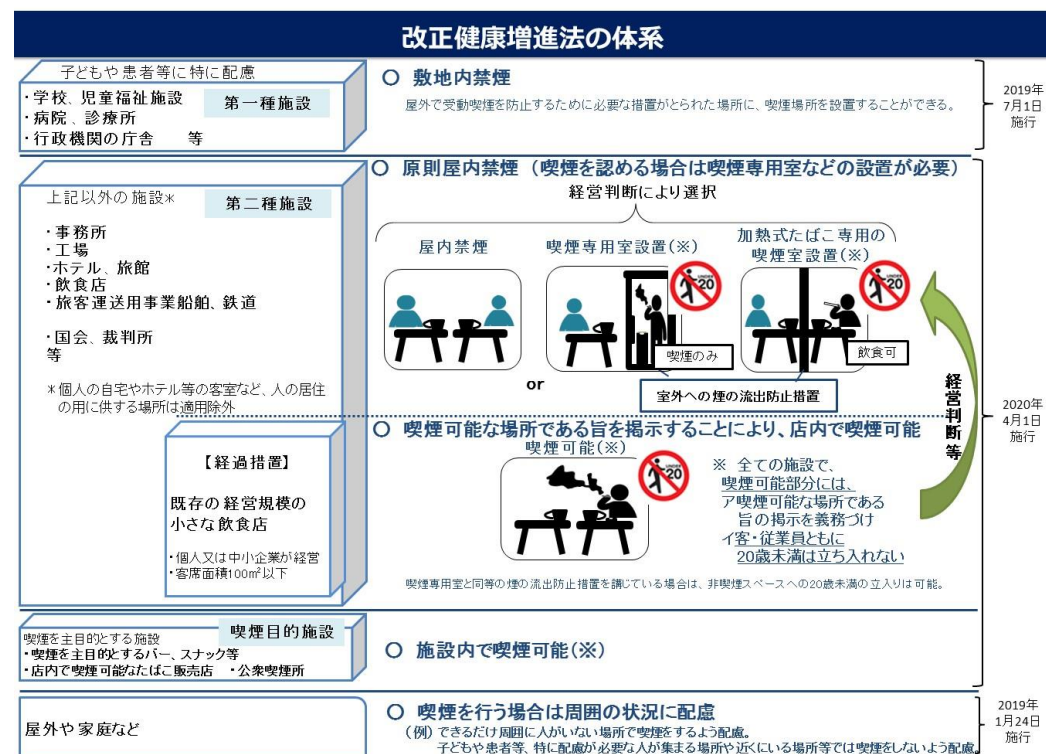 改正健康増進法の体系
子どもや患者等に特に配慮
・学校、児童福祉施設
・病院、診療所
・行政機関の庁舎　等
第一種施設
○ 敷地内禁煙
屋外で受動喫煙を防止するために必要な措置がとられた場所に、喫煙場所を設置することができる。
2019年
7月1日
施行
上記以外の施設*
第二種施設
・事務所
・工場
・ホテル、旅館
・飲食店
・旅客運送用事業船舶、鉄道
・国会、裁判所
等
*個人の自宅やホテル等の客室など、人の居住
の用に供する場所は適用除外
○ 原則屋内禁煙（喫煙を認める場合は喫煙専用室などの設置が必要）
経営判断により選択
屋内禁煙
喫煙専用室設置(※)
加熱式たばこ専用の
喫煙室設置(※)
UNDER
20
UNDER
20
喫煙のみ
飲食可
or
室外への煙の流出防止措置
経営判断等
2020年
4月1日
施行
【経過措置】
既存の経営規模の
小さな飲食店
・個人又は中小企業が経営
・客席面積100㎡以下
○ 喫煙可能な場所である旨を掲示することにより、店内で喫煙可能
喫煙可能(※)
UNDER
20
※ 全ての施設で、
喫煙可能部分には、
ア喫煙可能な場所である
旨の掲示を義務づけ
イ客・従業員ともに
20歳未満は立ち入れない
喫煙専用室と同等の煙の流出防止措置を講じている場合は、非喫煙スペースへの20歳未満の立入りは可能。
喫煙を主目的とする施設
喫煙目的施設
・喫煙を主目的とするバー、スナック等
・店内で喫煙可能なたばこ販売店　・公衆喫煙所
○ 施設内で喫煙可能(※)
屋外や家庭など
○ 喫煙を行う場合は周囲の状況に配慮
(例)できるだけ周囲に人がいない場所で喫煙をするよう配慮。
子どもや患者等、特に配慮が必要な人が集まる場所や近くにいる場所等では喫煙をしないよう配慮。
2019年
1月24日
施行